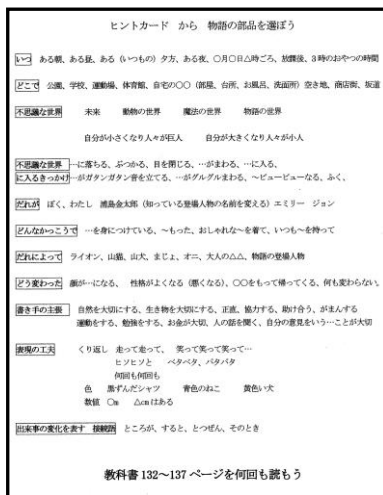 ヒントカード から 物語の部品を選ぼう
いつ ある朝、ある昼、ある（いつもの）夕方、ある夜、〇月〇日△時ごろ、放課後、3時のおやつの時間
どこで 公園、学校、運動場、体育館、自宅の〇〇（部屋、台所、お風呂、洗面所）空き地、商店街、坂道
不思議な世界 未来 動物の世界 魔法の世界 物語の世界
自分が小さくなり人々が巨人 自分が大きくなり人々が小人
不思議な世界 …に落ちる、ぶつかる、目を閉じる、…がまわる、…に入る、
に入るきっかけ …がガタンガタン音を立てる、…がグルグルまわる、～ビュービューなる、ふく、
だれが ぼく、わたし 浦島金太郎（知っている登場人物の名前を変える）エミリー ジョン
どんなかっこうで …を身につけている、～もった、おしゃれな～を着て、いつも～を持って
だれによって ライオン、山猫、山犬、まじょ、オニ、大人の△△、物語の登場人物
どう変わった 顔が…になる、 性格がよくなる（悪くなる）、〇〇をもって帰ってくる、何も変わらない。
書き手の主張 自然を大切にする、生き物を大切にする、正直、協力する、助け合う、がまんする
運動をする、勉強をする、お金が大切、人の話を聞く、自分の意見をいう…ことが大切
表現の工夫 くり返し 走って走って、 笑って笑って笑って…
ヒソヒソと ベタベタ、バタバタ
何回も何回も
色 黒ずんだシャツ 青色のねこ 黄色い犬
数値 〇m △cmはある
出来事の変化を表す 接続語 ところが、すると、とつぜん、そのとき
教科書132～137ページを何回も読もう